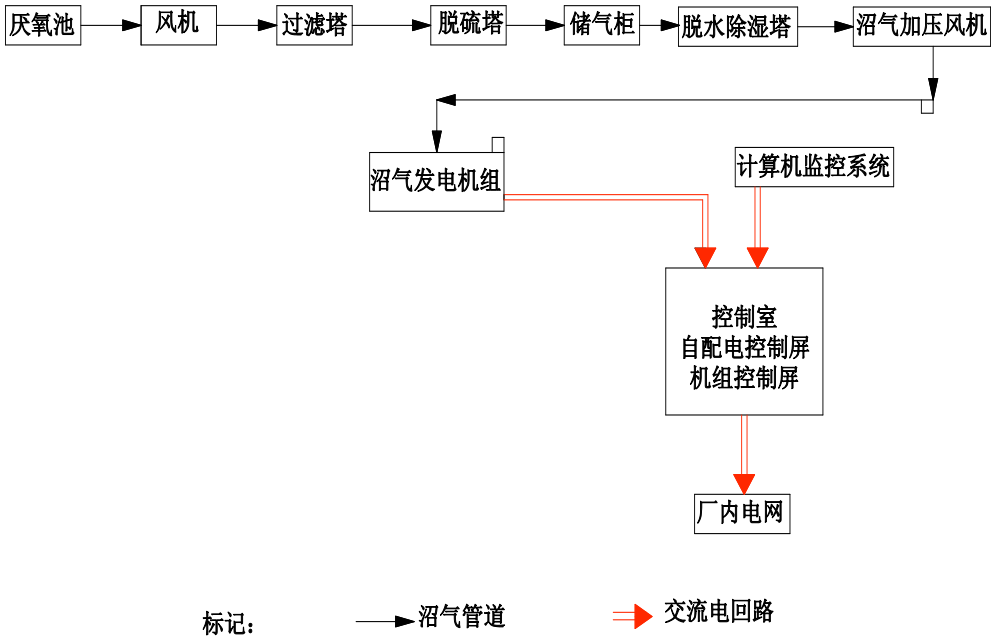 厌氧池
风机
过滤塔
脱硫塔
储气柜
脱水除湿塔
沼气加压风机
沼气发电机组
计算机监控系统
控制室
自配电控制屏
机组控制屏
厂内电网
标记：
沼气管道
交流电回路